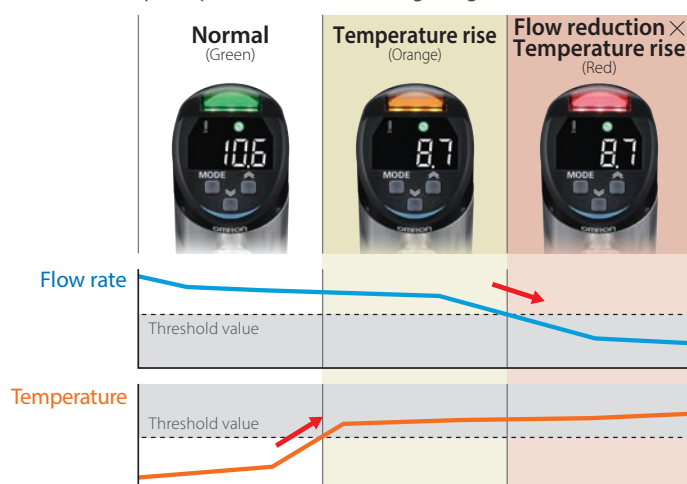 Normal
(Green)
Temperature rise
(Orange)
Flow reduction ×
Temperature rise
(Red)
10.6
MODE
OMRON
8.7
MODE
OMRON
8.7
MODE
OMRON
Flow rate
Threshold value
Temperature
Threshold value